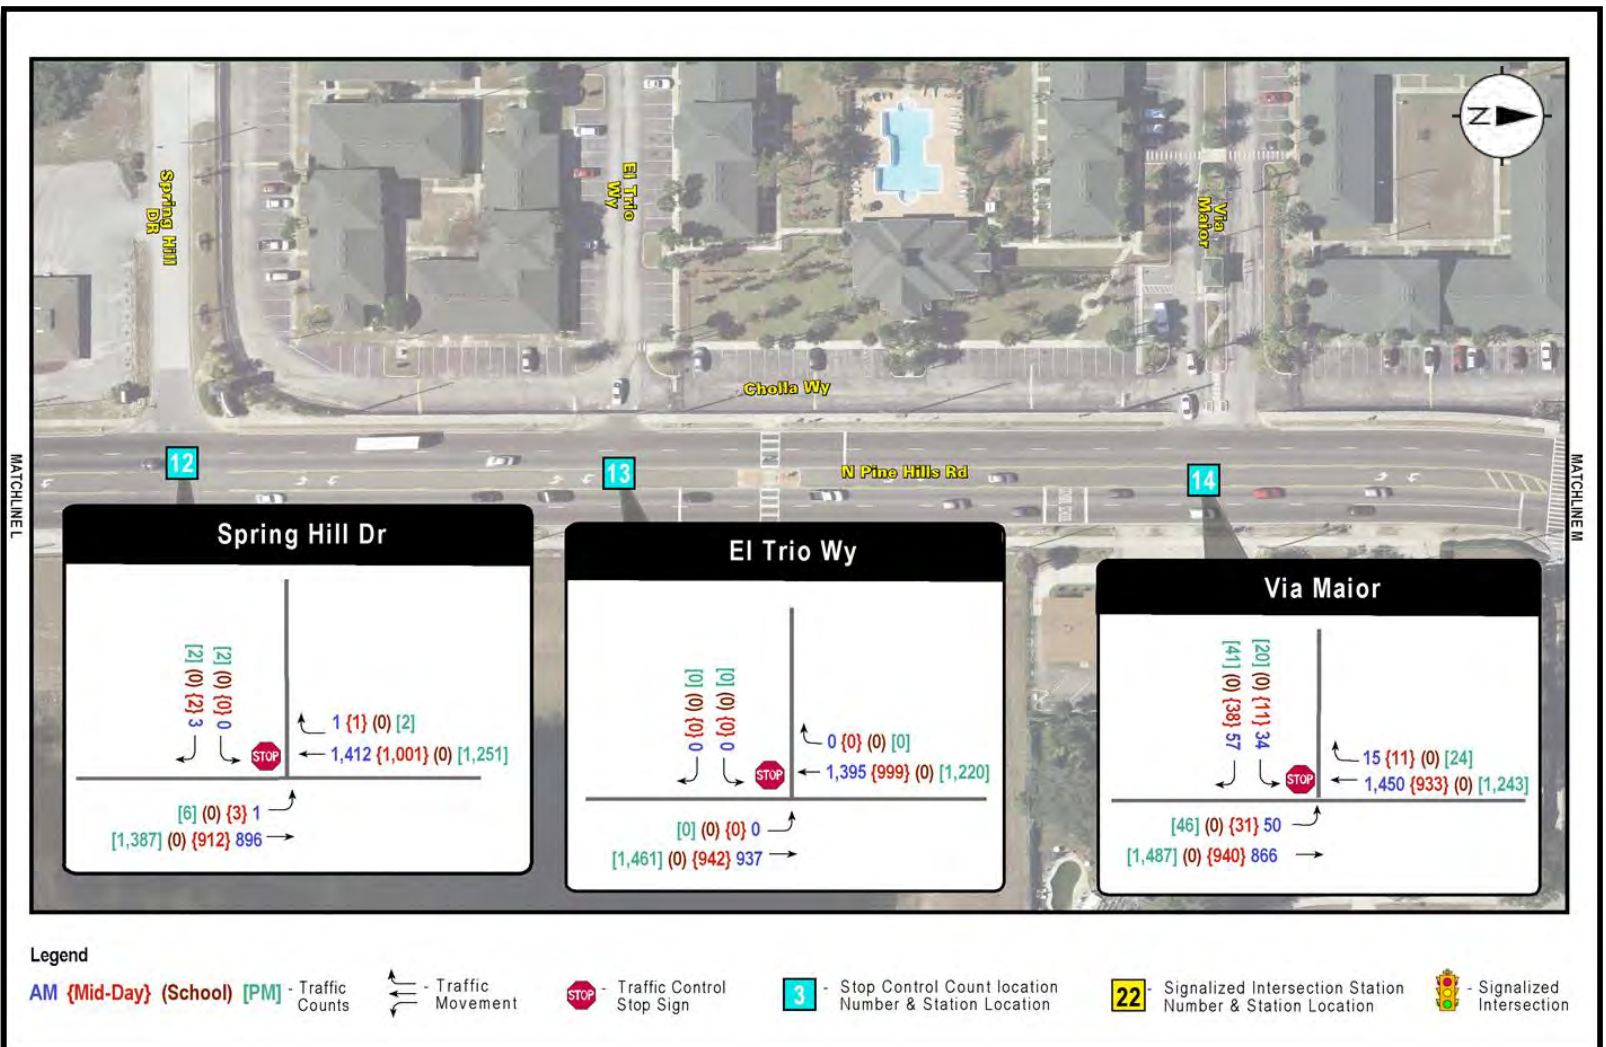 N
Spring Hill
DR
El Trio
Wy
Via
Maior
Cholla Wy
N Pine Hills Rd
MATCHLINE L
MATCHLINE M
12
13
14
Spring Hill Dr
[2] (0) {2} 3
[2] (0) {0} 0
STOP
1 {1} (0) [2]
1,412 {1,001} (0) [1,251]
[6] (0) {3} 1
[1,387] (0) {912} 896
El Trio Wy
[0] (0) {0} 0
[0] (0) {0} 0
STOP
0 {0} (0) [0]
1,395 {999} (0) [1,220]
[0] (0) {0} 0
[1,461] (0) {942} 937
Via Maior
[41] (0) {38} 57
[20] (0) {11} 34
STOP
15 {11} (0) [24]
1,450 {933} (0) [1,243]
[46] (0) {31} 50
[1,487] (0) {940} 866
Legend
AM {Mid-Day} (School) [PM] - Traffic
Counts
- Traffic
Movement
STOP - Traffic Control
Stop Sign
3 - Stop Control Count location
Number & Station Location
22 - Signalized Intersection Station
Number & Station Location
- Signalized
Intersection